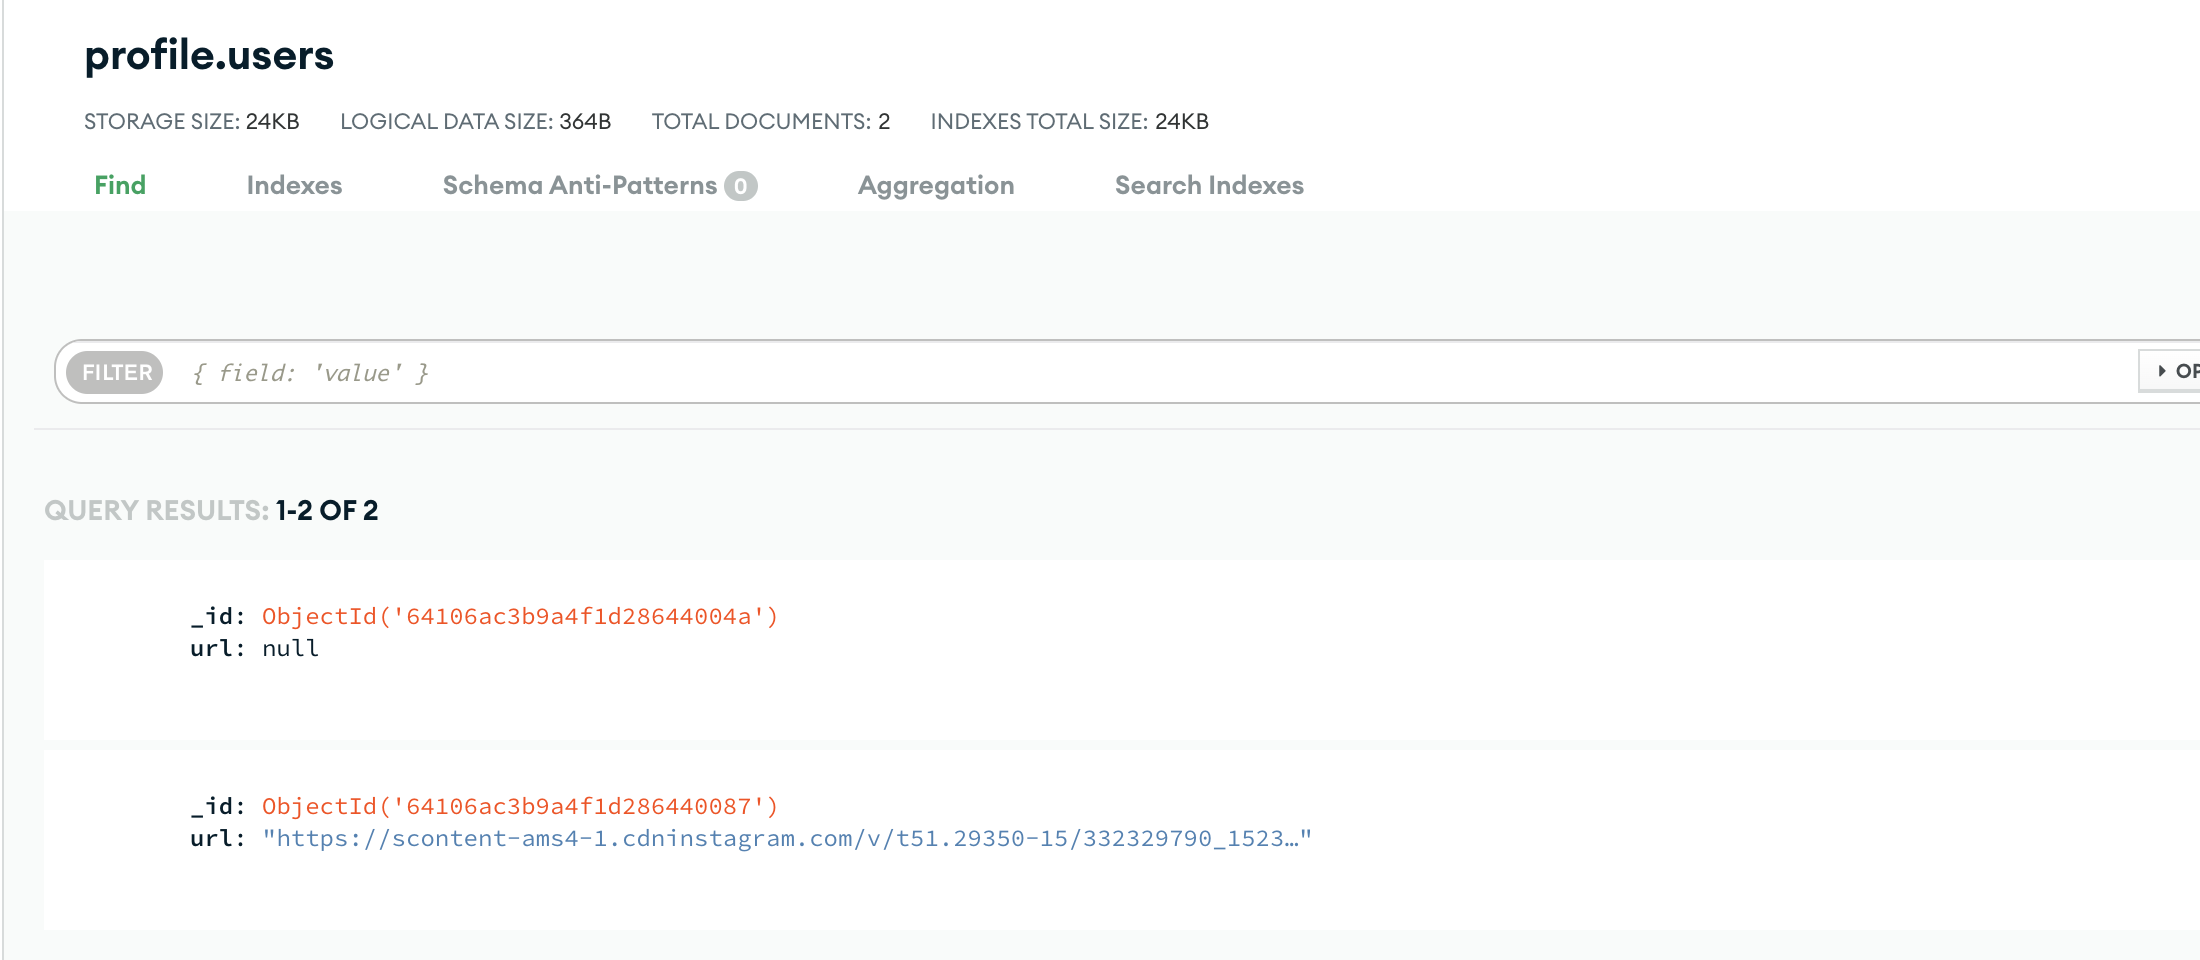 profile.users
STORAGE SIZE: 24KB LOGICAL DATA SIZE: 364B TOTAL DOCUMENTS: 2 INDEXES TOTAL SIZE: 24KB
Find Indexes Schema Anti-Patterns 0 Aggregation Search Indexes
FILTER { field: 'value' } OP
QUERY RESULTS: 1-2 OF 2
_id: ObjectId('64106ac3b9a4f1d28644004a')
url: null
_id: ObjectId('64106ac3b9a4f1d286440087')
url: "https://scontent-ams4-1.cdninstagram.com/v/t51.29350-15/332329790_1523…"